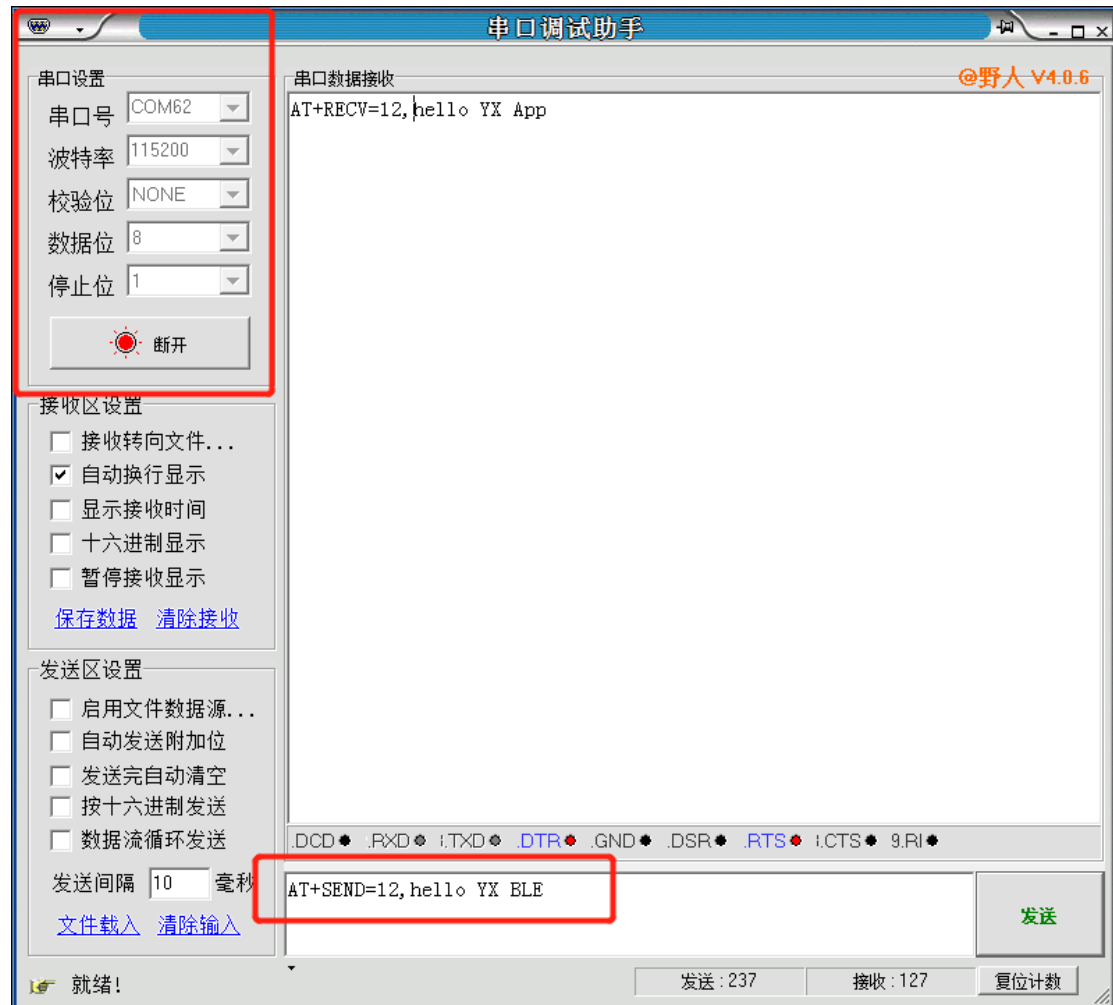 串口调试助手
串口设置
串口号 COM62
波特率 115200
校验位 NONE
数据位 8
停止位 1
断开
接收区设置
接收转向文件...
自动换行显示
显示接收时间
十六进制显示
暂停接收显示
保存数据 清除接收
发送区设置
启用文件数据源...
自动发送附加位
发送完自动清空
按十六进制发送
数据流循环发送
发送间隔 10 毫秒
文件载入 清除输入
串口数据接收
@野人 V4.0.6
AT+RECV=12,hello YX App
.DCD .RXD .TXD .DTR .GND .DSR .RTS .CTS 9.RI
AT+SEND=12,hello YX BLE
发送
就绪!
发送:237 接收:127 复位计数